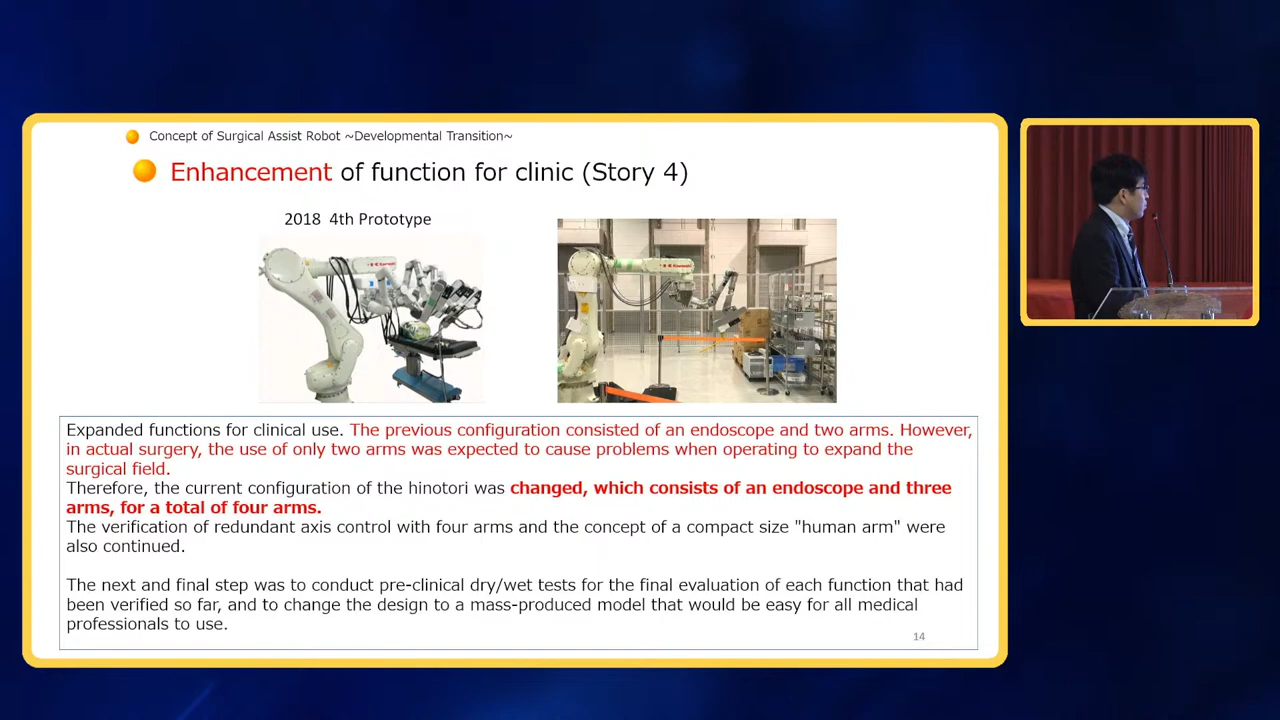 Concept of Surgical Assist Robot ~Developmental Transition~
Enhancement of function for clinic (Story 4)
2018 4th Prototype
Kawasaki
Kawasaki
Expanded functions for clinical use. The previous configuration consisted of an endoscope and two arms. However,
in actual surgery, the use of only two arms was expected to cause problems when operating to expand the
surgical field.
Therefore, the current configuration of the hinotori was changed, which consists of an endoscope and three
arms, for a total of four arms.
The verification of redundant axis control with four arms and the concept of a compact size "human arm" were
also continued.
The next and final step was to conduct pre-clinical dry/wet tests for the final evaluation of each function that had
been verified so far, and to change the design to a mass-produced model that would be easy for all medical
professionals to use.
14